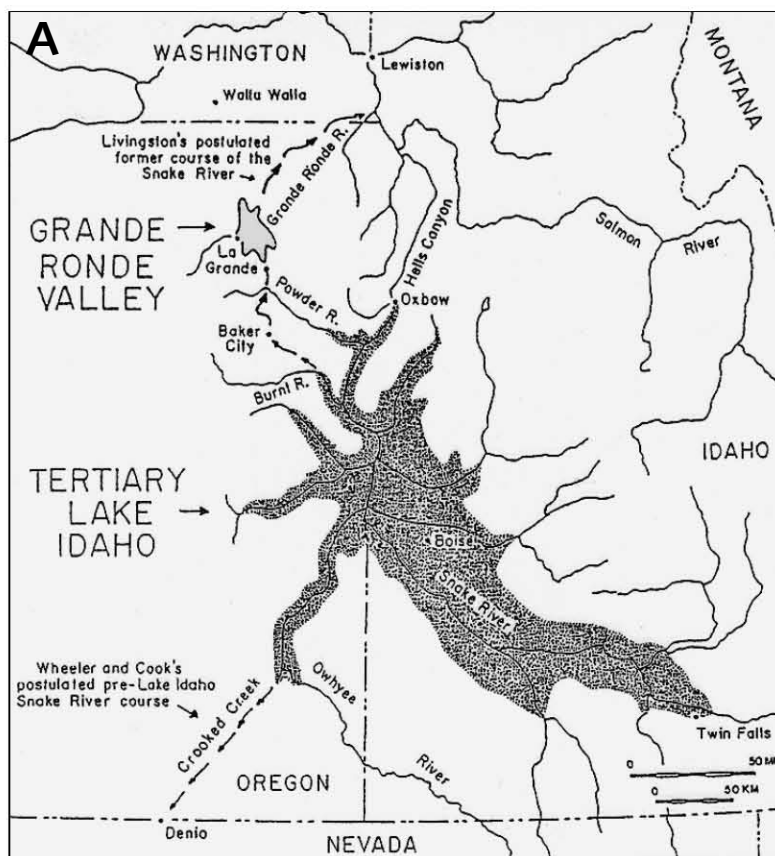 A
WASHINGTON
Lewiston
MONTANA
Walla Walla
Livingston's postulated
former course of the
Snake River
Grande Ronde R.
GRANDE
RONDE
VALLEY
La
Grande
Hells Canyon
Salmon
River
Powder R.
Oxbow
Baker
City
Burnt R.
IDAHO
TERTIARY
LAKE
IDAHO
Boise
Snake River
Wheeler and Cook's
postulated pre-Lake Idaho
Snake River course
Crooked Creek
Owhyee
River
Twin Falls
OREGON
0 50 MI
0 50 KM
Denio
NEVADA